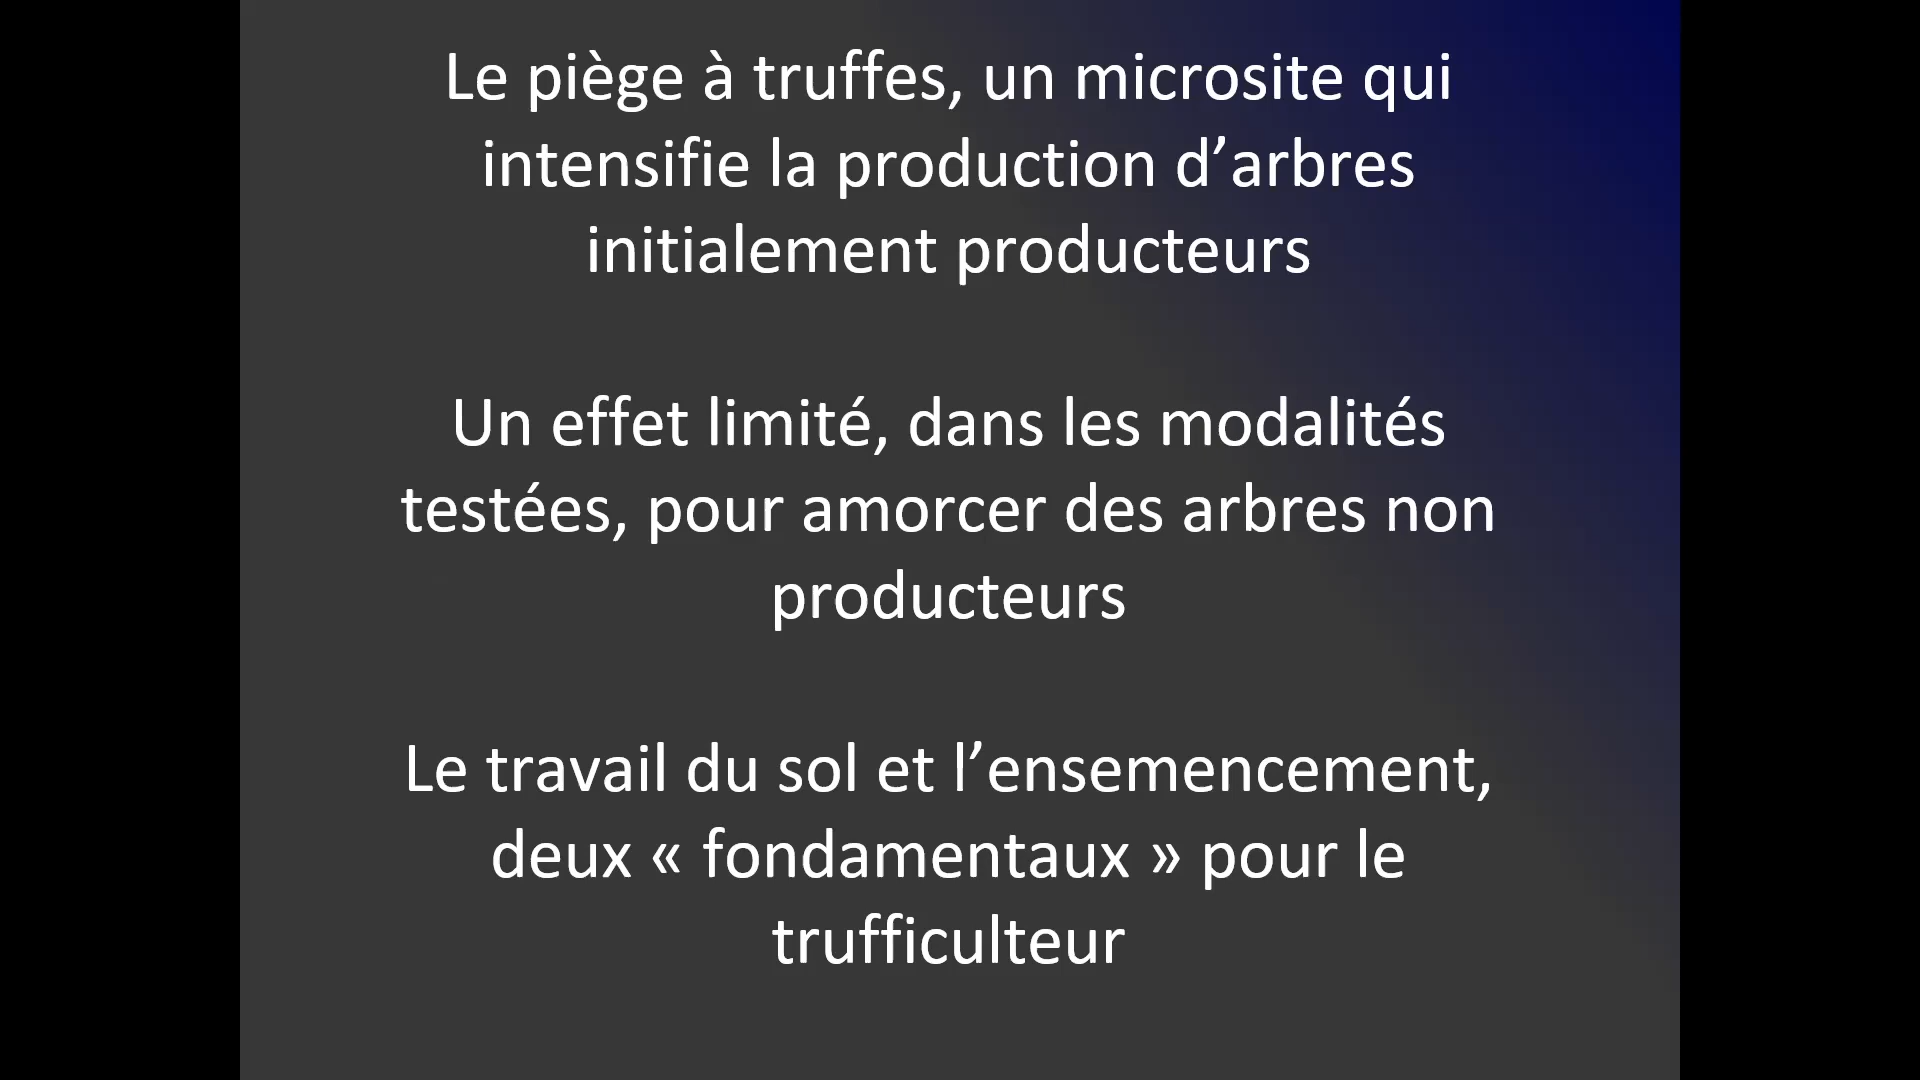 Le piège à truffes, un microsite qui
intensifie la production d’arbres
initialement producteurs
Un effet limité, dans les modalités
testées, pour amorcer des arbres non
producteurs
Le travail du sol et l’ensemencement,
deux « fondamentaux » pour le
trufficulteur